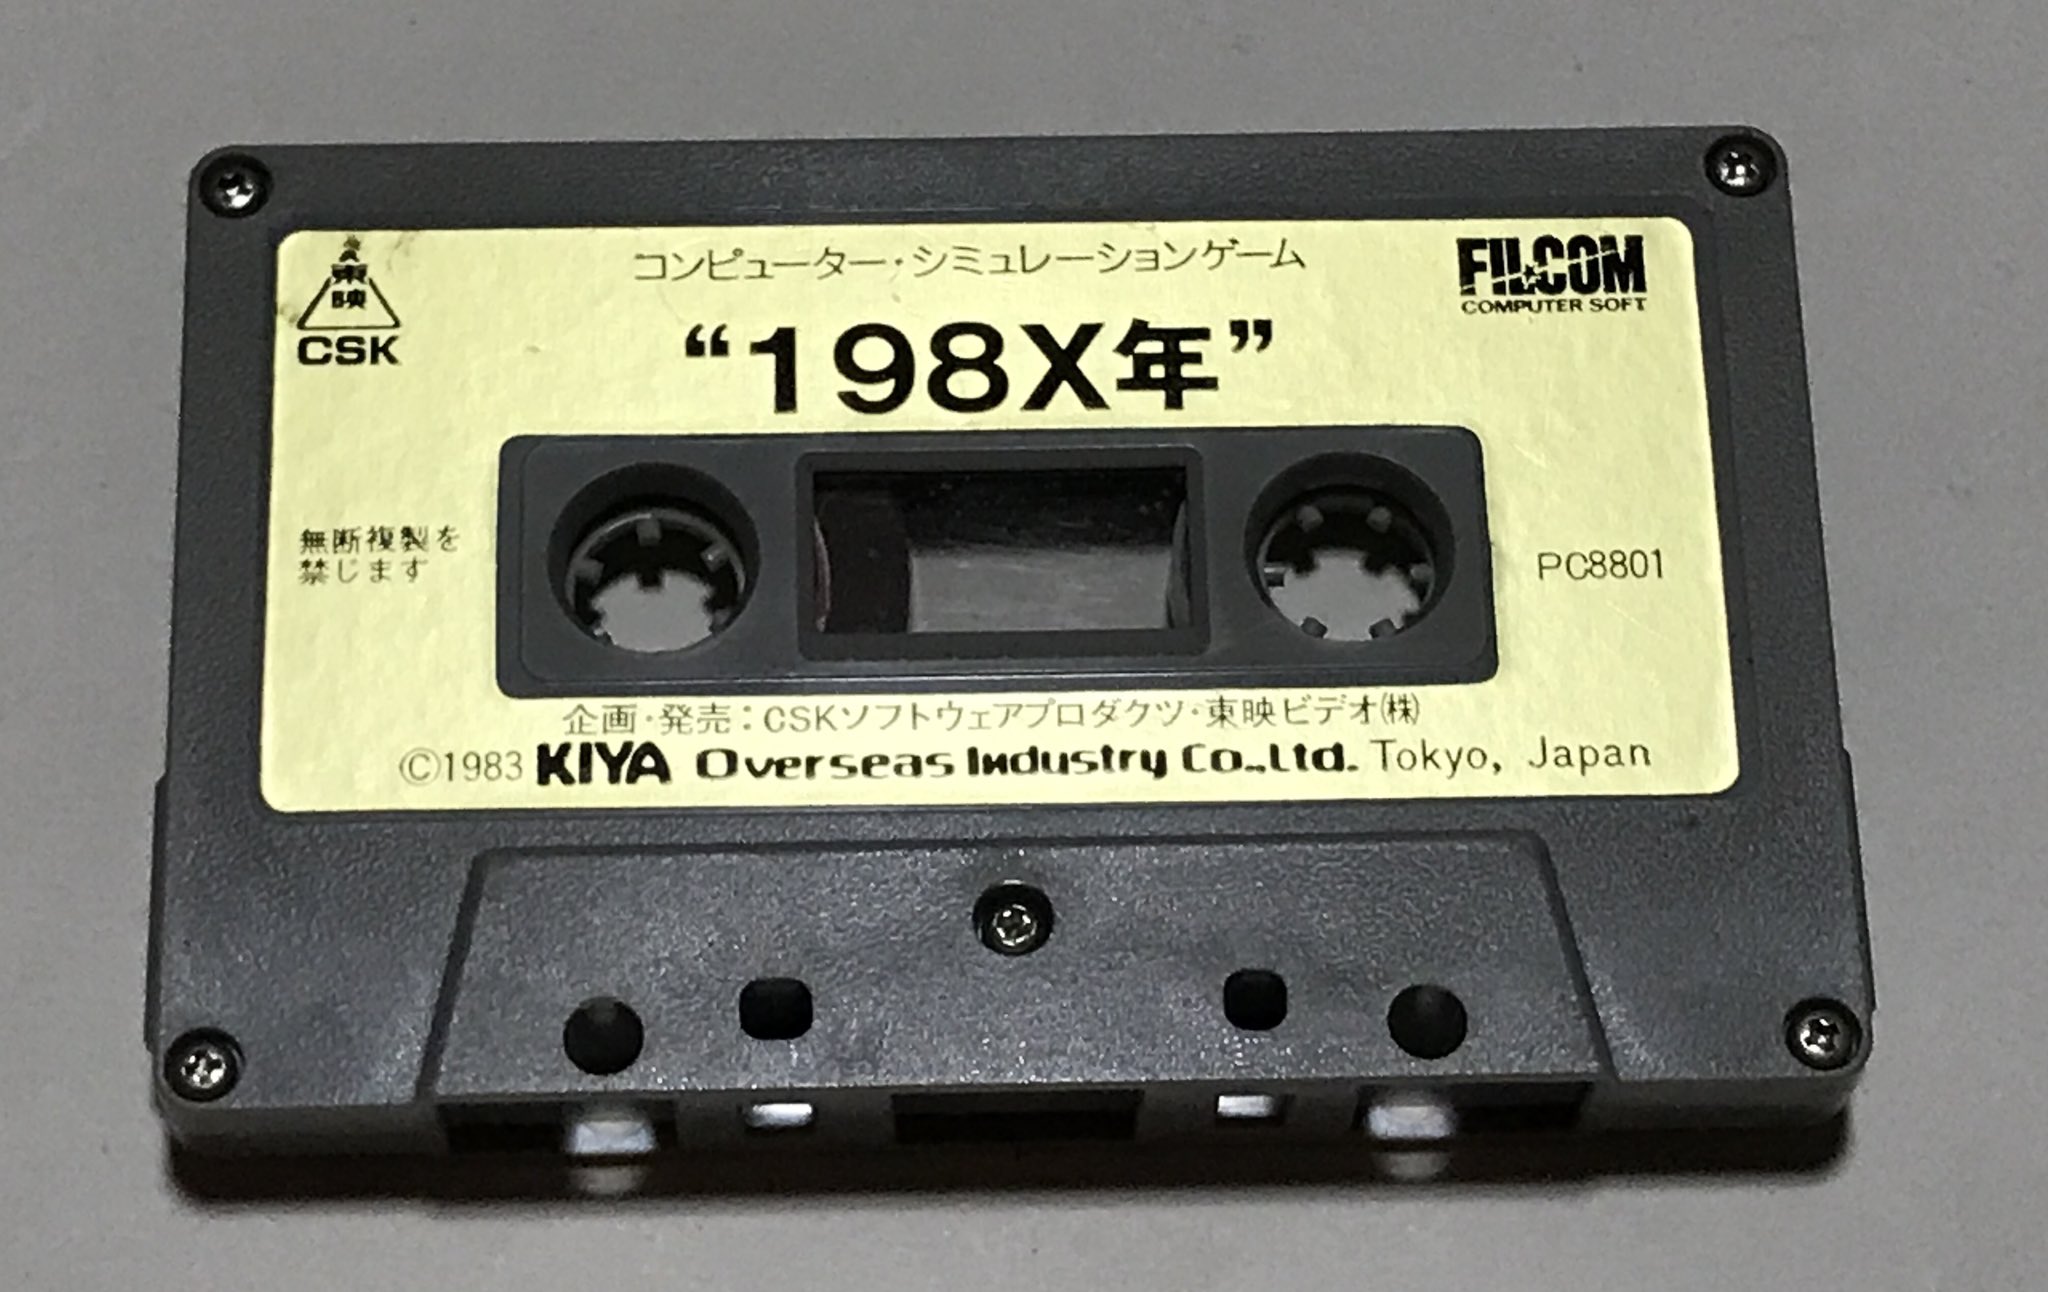 コンピューター・シミュレーションゲーム
東映
CSK
FILCOM
COMPUTER SOFT
“198X年”
無断複製を
禁じます
PC8801
企画・発売：CSKソフトウェアプロダクツ・東映ビデオ㈱
©1983 KIYA Overseas Industry Co.,Ltd. Tokyo, Japan